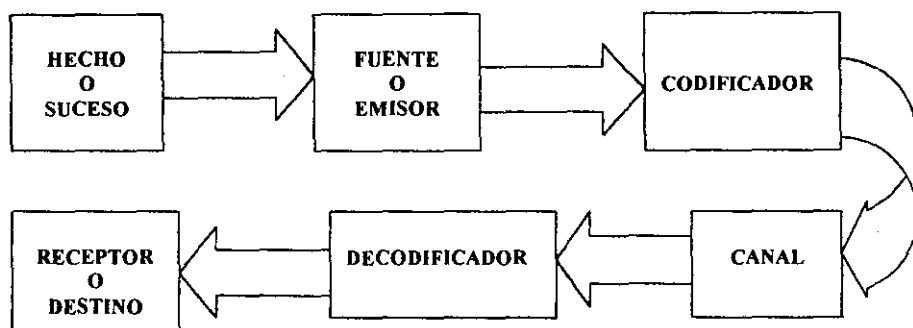 HECHO
O
SUCESO
FUENTE
O
EMISOR
CODIFICADOR
RECEPTOR
O
DESTINO
DECODIFICADOR
CANAL